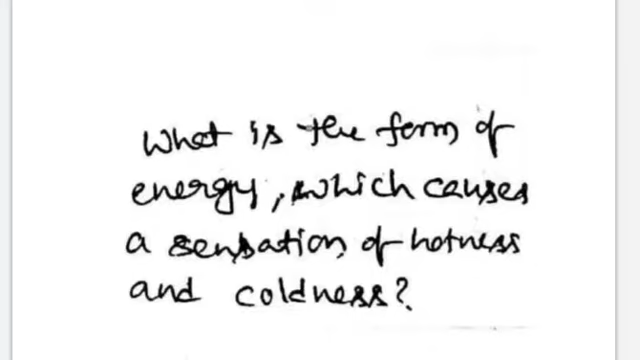 What is the form of
energy, which causes
a sensation of hotness
and coldness?